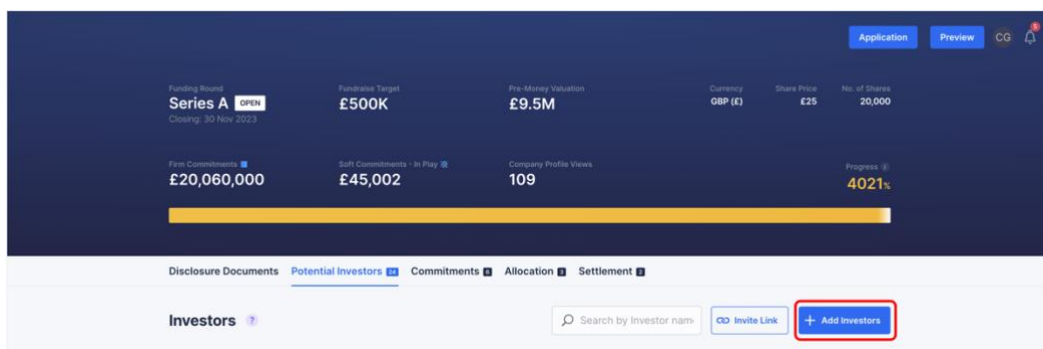 Application Preview CG 5
Funding Round Fundraise Target Pre-Money Valuation Currency Share Price No. of Shares
Series A OPEN £500K £9.5M GBP (£) £25 20,000
Closing: 30 Nov 2023
Firm Commitments Soft Commitments - In Play Company Profile Views Progress
£20,060,000 £45,002 109 4021%
Disclosure Documents Potential Investors 24 Commitments Allocation Settlement
Investors ? Search by Investor nam Invite Link + Add Investors